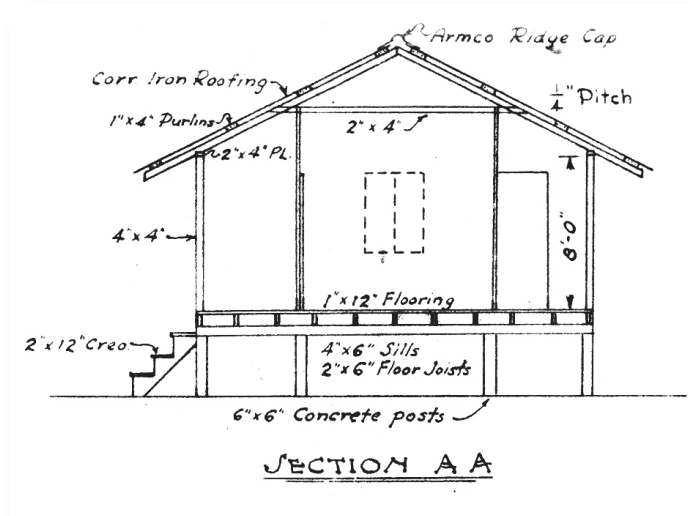 Armco Ridge Cap
Corr Iron Roofing
1/4" Pitch
1"x4" Purlins
2"x4"
2"x4" PL.
4"x4"
8'-0"
1"x12" Flooring
2"x12" Creo.
4"x6" Sills
2"x6" Floor Joists
6"x6" Concrete posts
SECTION AA